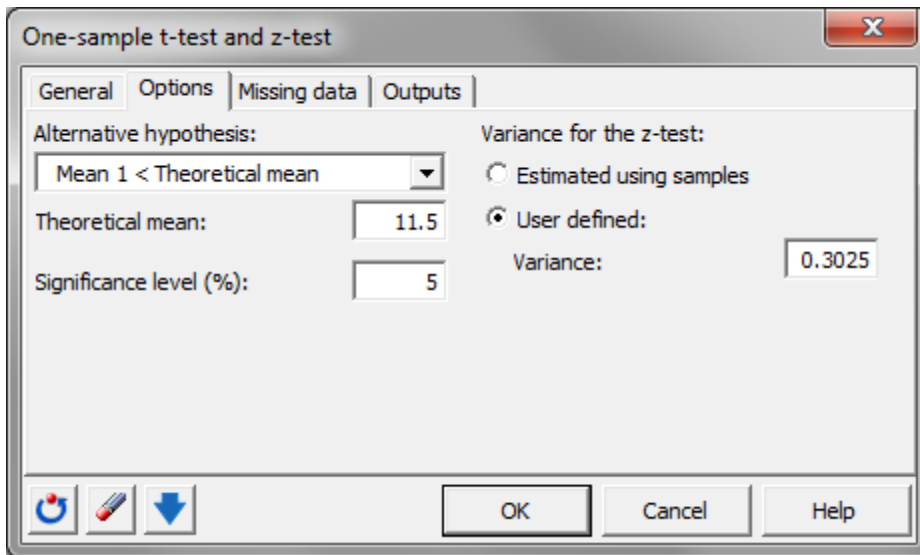 One-sample t-test and z-test
General Options Missing data Outputs
Alternative hypothesis:
Mean 1 < Theoretical mean
Theoretical mean: 11.5
Significance level (%): 5
Variance for the z-test:
Estimated using samples
User defined:
Variance: 0.3025
OK Cancel Help